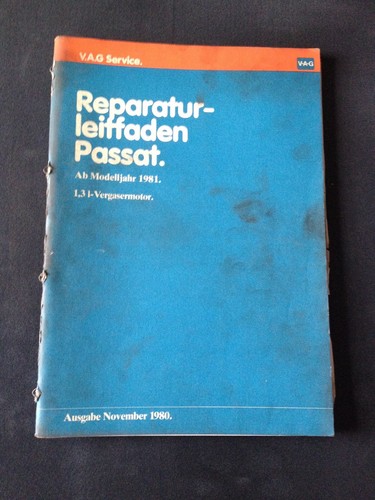 V.A.G Service.
V·A·G
Reparatur-
leitfaden
Passat.
Ab Modelljahr 1981.
1,3 l-Vergasermotor.
Ausgabe November 1980.